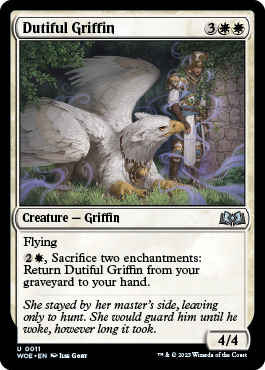 Dutiful Griffin 3
Creature — Griffin
Flying
2, Sacrifice two enchantments:
Return Dutiful Griffin from your
graveyard to your hand.
She stayed by her master's side, leaving
only to hunt. She would guard him until he
woke, however long it took.
4/4
U 0011
WOE • EN Ilse Gort
™ & © 2023 Wizards of the Coast